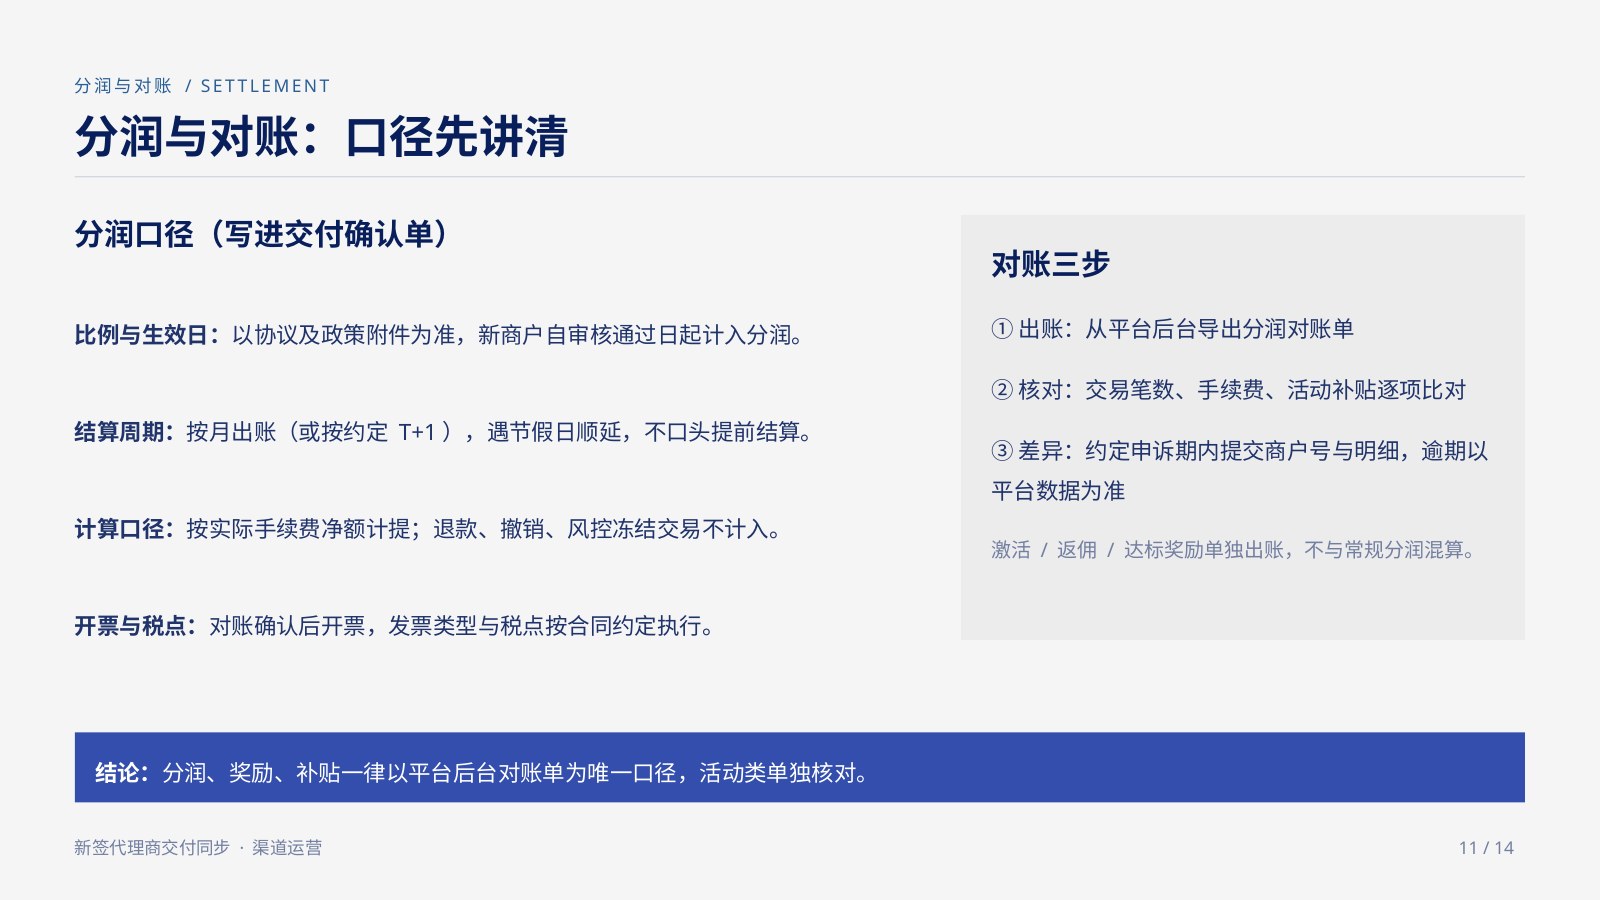 分润与对账 / SETTLEMENT
分润与对账：口径先讲清
分润口径（写进交付确认单）
比例与生效日：以协议及政策附件为准，新商户自审核通过日起计入分润。
结算周期：按月出账（或按约定 T+1 ），遇节假日顺延，不口头提前结算。
计算口径：按实际手续费净额计提；退款、撤销、风控冻结交易不计入。
开票与税点：对账确认后开票，发票类型与税点按合同约定执行。
对账三步
① 出账：从平台后台导出分润对账单
② 核对：交易笔数、手续费、活动补贴逐项比对
③ 差异：约定申诉期内提交商户号与明细，逾期以
平台数据为准
激活 / 返佣 / 达标奖励单独出账，不与常规分润混算。
结论：分润、奖励、补贴一律以平台后台对账单为唯一口径，活动类单独核对。
新签代理商交付同步 · 渠道运营
11 / 14